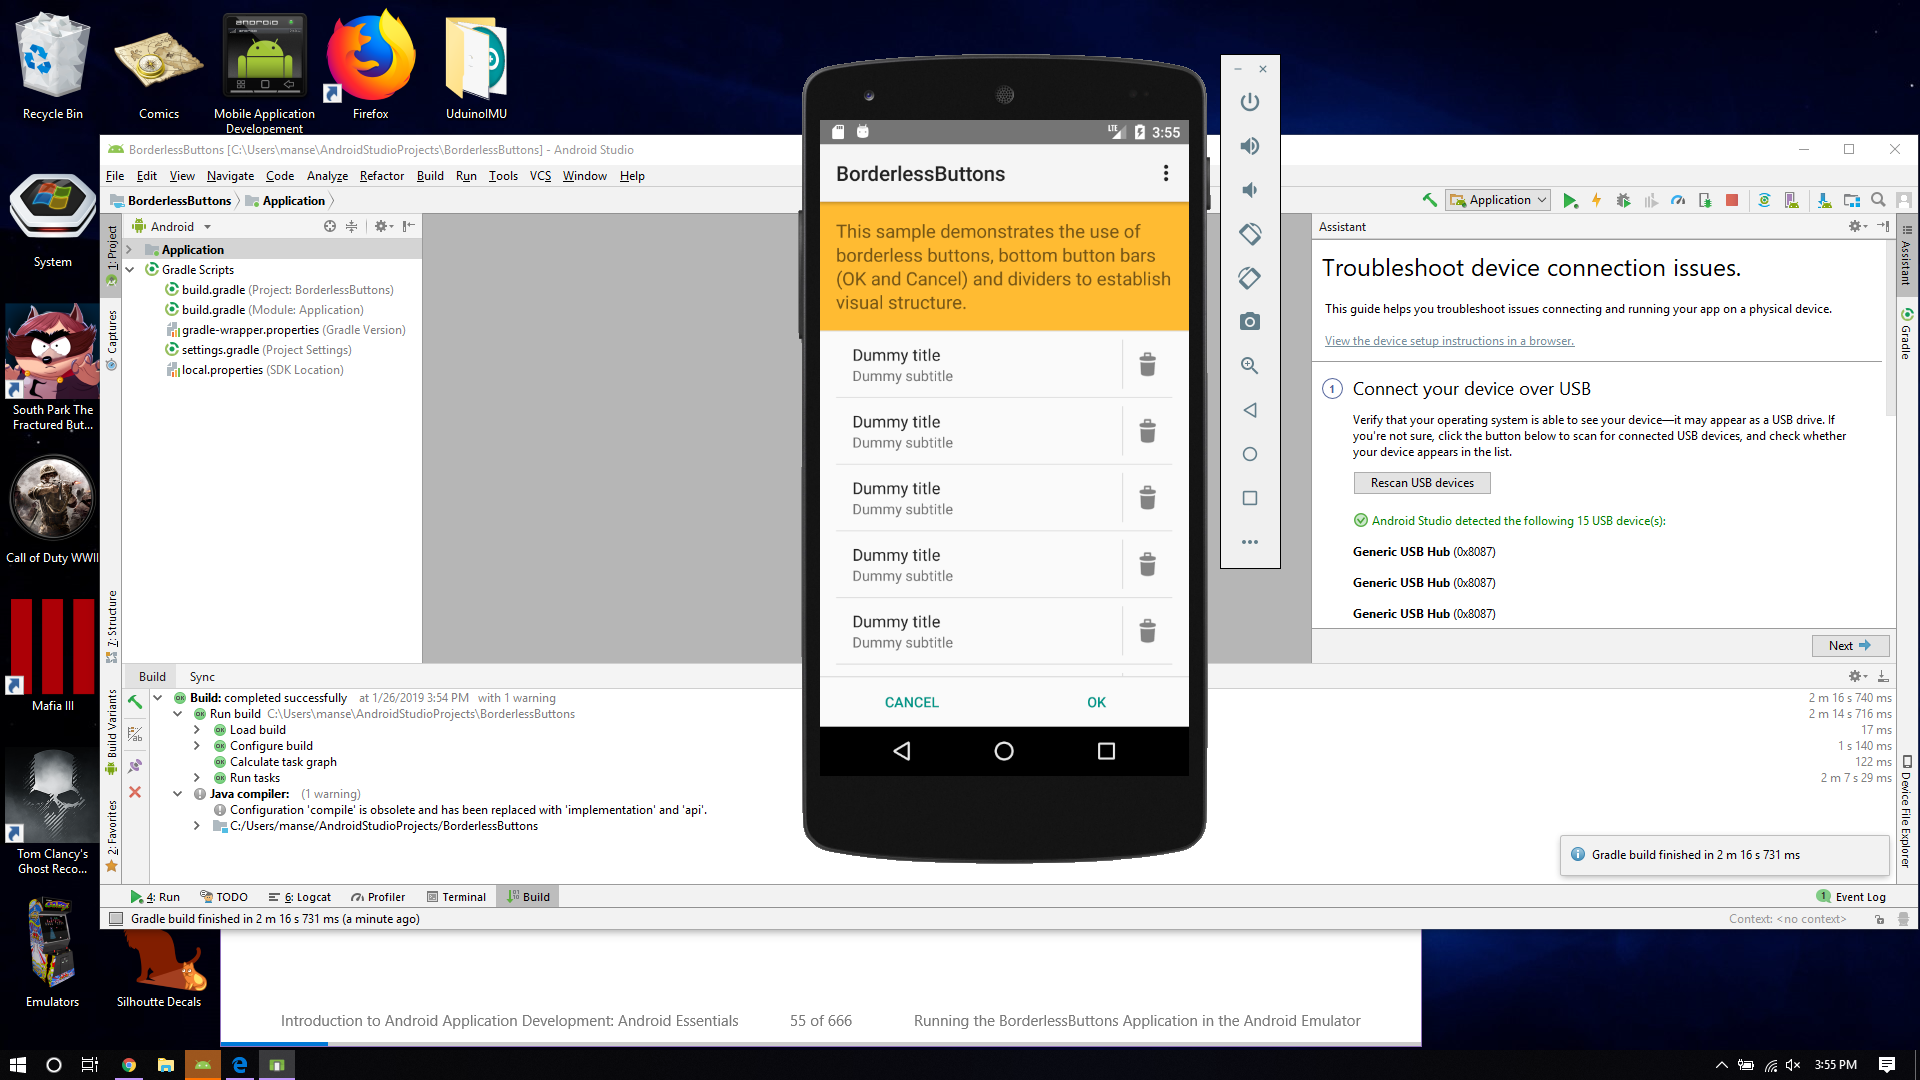 Recycle Bin
Comics
Mobile Application
Developement
Firefox
UduinoIMU
System
South Park The
Fractured But...
Call of Duty WWII
Mafia III
Tom Clancy's
Ghost Reco...
Emulators
Silhoutte Decals
BorderlessButtons [C:\Users\manse\AndroidStudioProjects\BorderlessButtons] - Android Studio
File Edit View Navigate Code Analyze Refactor Build Run Tools VCS Window Help
BorderlessButtons Application
Application
1: Project
Captures
7: Structure
Build Variants
2: Favorites
Android
Application
Gradle Scripts
build.gradle (Project: BorderlessButtons)
build.gradle (Module: Application)
gradle-wrapper.properties (Gradle Version)
settings.gradle (Project Settings)
local.properties (SDK Location)
LTE 3:55
BorderlessButtons
This sample demonstrates the use of
borderless buttons, bottom button bars
(OK and Cancel) and dividers to establish
visual structure.
Dummy title
Dummy subtitle
Dummy title
Dummy subtitle
Dummy title
Dummy subtitle
Dummy title
Dummy subtitle
Dummy title
Dummy subtitle
CANCEL OK
Assistant
Troubleshoot device connection issues.
This guide helps you troubleshoot issues connecting and running your app on a physical device.
View the device setup instructions in a browser.
1 Connect your device over USB
Verify that your operating system is able to see your device—it may appear as a USB drive. If
you're not sure, click the button below to scan for connected USB devices, and check whether
your device appears in the list.
Rescan USB devices
Android Studio detected the following 15 USB device(s):
Generic USB Hub (0x8087)
Generic USB Hub (0x8087)
Generic USB Hub (0x8087)
Next
Assistant
Gradle
Device File Explorer
Build Sync
Build: completed successfully at 1/26/2019 3:54 PM with 1 warning 2 m 16 s 740 ms
Run build C:\Users\manse\AndroidStudioProjects\BorderlessButtons 2 m 14 s 716 ms
Load build 17 ms
Configure build 1 s 140 ms
Calculate task graph 122 ms
Run tasks 2 m 7 s 29 ms
Java compiler: (1 warning)
Configuration 'compile' is obsolete and has been replaced with 'implementation' and 'api'.
C:/Users/manse/AndroidStudioProjects/BorderlessButtons
Gradle build finished in 2 m 16 s 731 ms
4: Run TODO 6: Logcat Profiler Terminal Build 1 Event Log
Gradle build finished in 2 m 16 s 731 ms (a minute ago) Context: <no context>
Introduction to Android Application Development: Android Essentials 55 of 666 Running the BorderlessButtons Application in the Android Emulator
3:55 PM